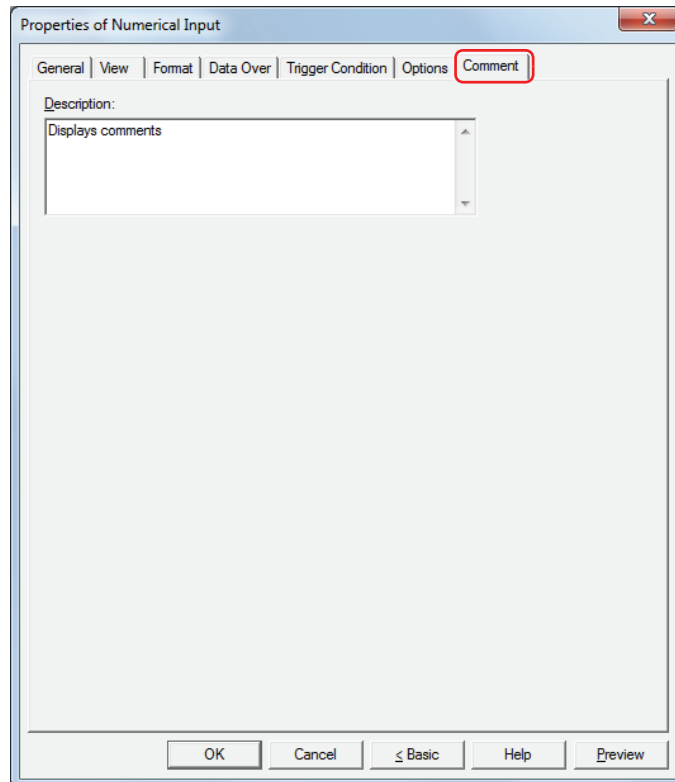 Properties of Numerical Input
General View Format Data Over Trigger Condition Options Comment
Description:
Displays comments
OK Cancel < Basic Help Preview